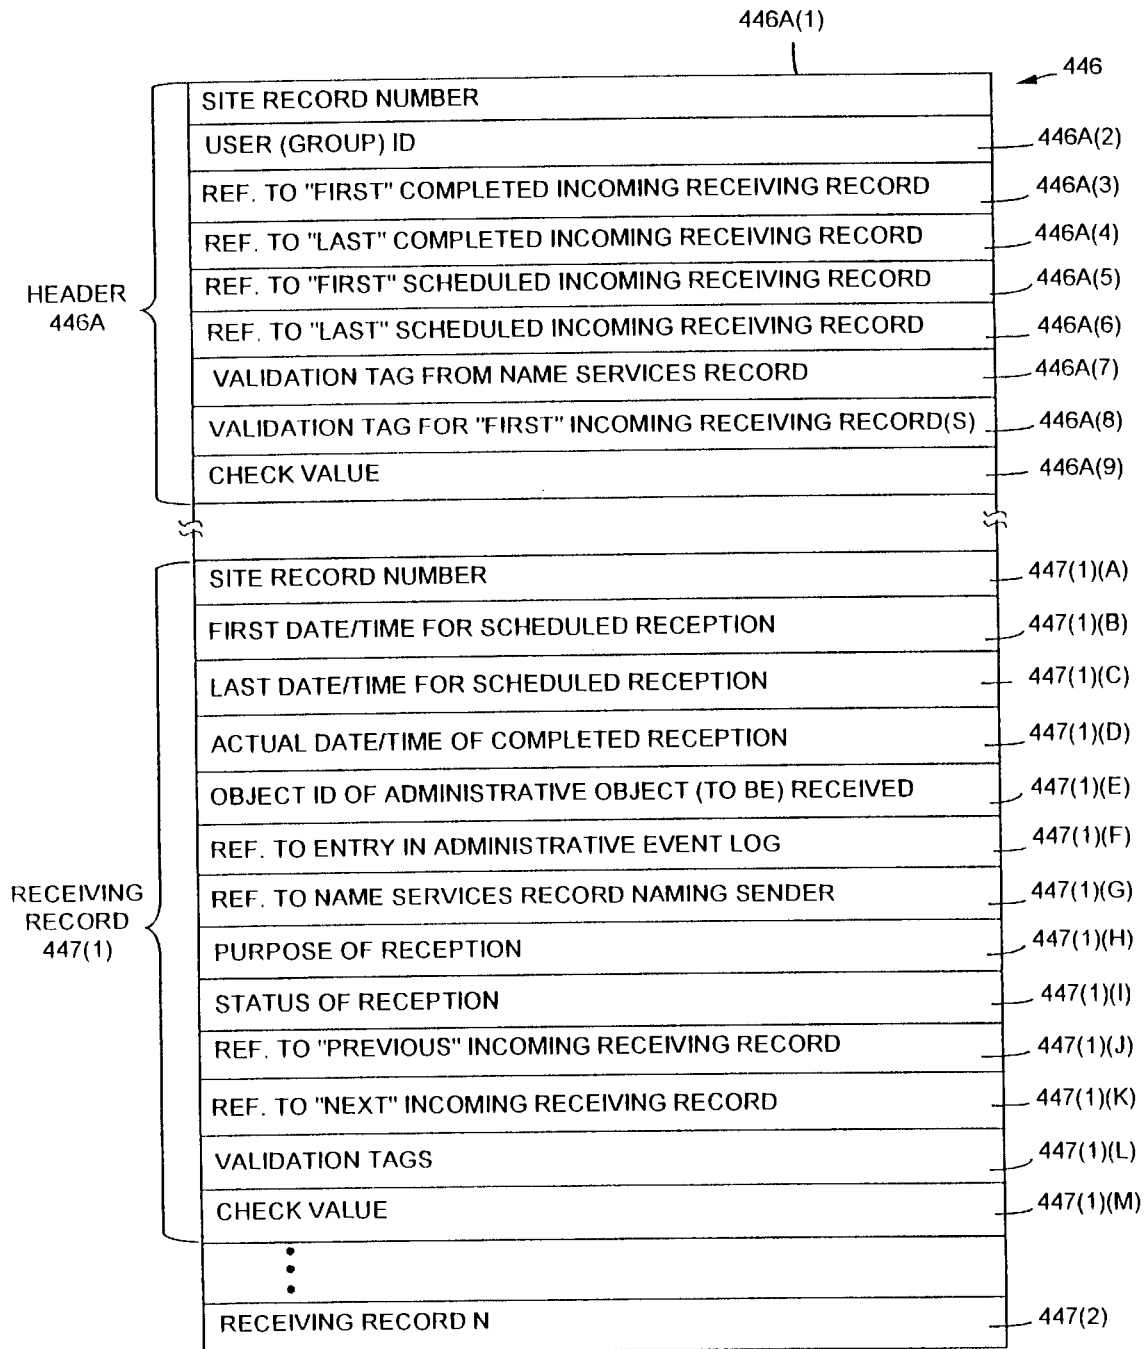 446A(1)
446
SITE RECORD NUMBER
USER (GROUP) ID 446A(2)
REF. TO "FIRST" COMPLETED INCOMING RECEIVING RECORD 446A(3)
REF. TO "LAST" COMPLETED INCOMING RECEIVING RECORD 446A(4)
REF. TO "FIRST" SCHEDULED INCOMING RECEIVING RECORD 446A(5)
HEADER
446A
REF. TO "LAST" SCHEDULED INCOMING RECEIVING RECORD 446A(6)
VALIDATION TAG FROM NAME SERVICES RECORD 446A(7)
VALIDATION TAG FOR "FIRST" INCOMING RECEIVING RECORD(S) 446A(8)
CHECK VALUE 446A(9)
SITE RECORD NUMBER 447(1)(A)
FIRST DATE/TIME FOR SCHEDULED RECEPTION 447(1)(B)
LAST DATE/TIME FOR SCHEDULED RECEPTION 447(1)(C)
ACTUAL DATE/TIME OF COMPLETED RECEPTION 447(1)(D)
OBJECT ID OF ADMINISTRATIVE OBJECT (TO BE) RECEIVED 447(1)(E)
REF. TO ENTRY IN ADMINISTRATIVE EVENT LOG 447(1)(F)
RECEIVING
RECORD
447(1)
REF. TO NAME SERVICES RECORD NAMING SENDER 447(1)(G)
PURPOSE OF RECEPTION 447(1)(H)
STATUS OF RECEPTION 447(1)(I)
REF. TO "PREVIOUS" INCOMING RECEIVING RECORD 447(1)(J)
REF. TO "NEXT" INCOMING RECEIVING RECORD 447(1)(K)
VALIDATION TAGS 447(1)(L)
CHECK VALUE 447(1)(M)
RECEIVING RECORD N 447(2)